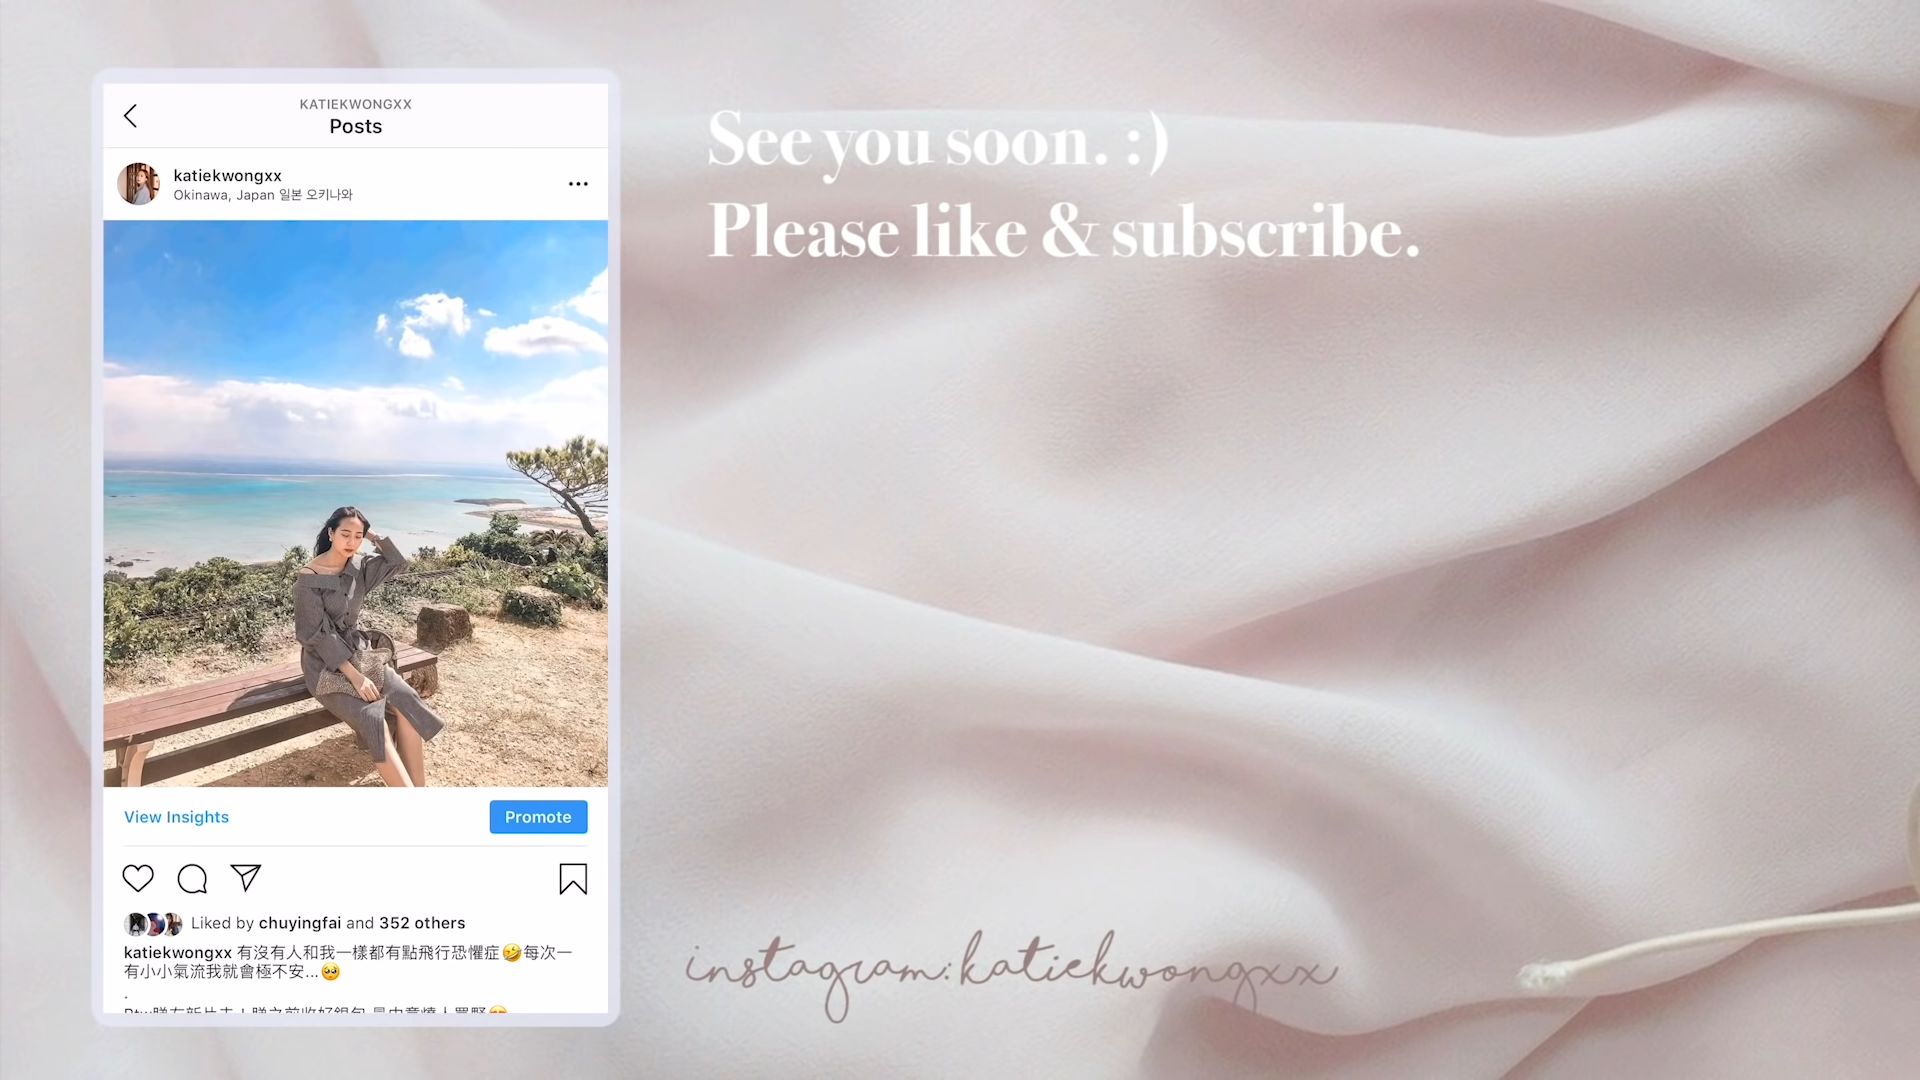 KATIEKWONGXX
Posts
katiekwongxx
Okinawa, Japan 일본 오키나와
View Insights
Promote
Liked by chuyingfai and 352 others
katiekwongxx 有沒有人和我一樣都有點飛行恐懼症🤣每次一
有小小氣流我就會極不安...🥺
.
See you soon. :)
Please like & subscribe.
instagram:katiekwongxx